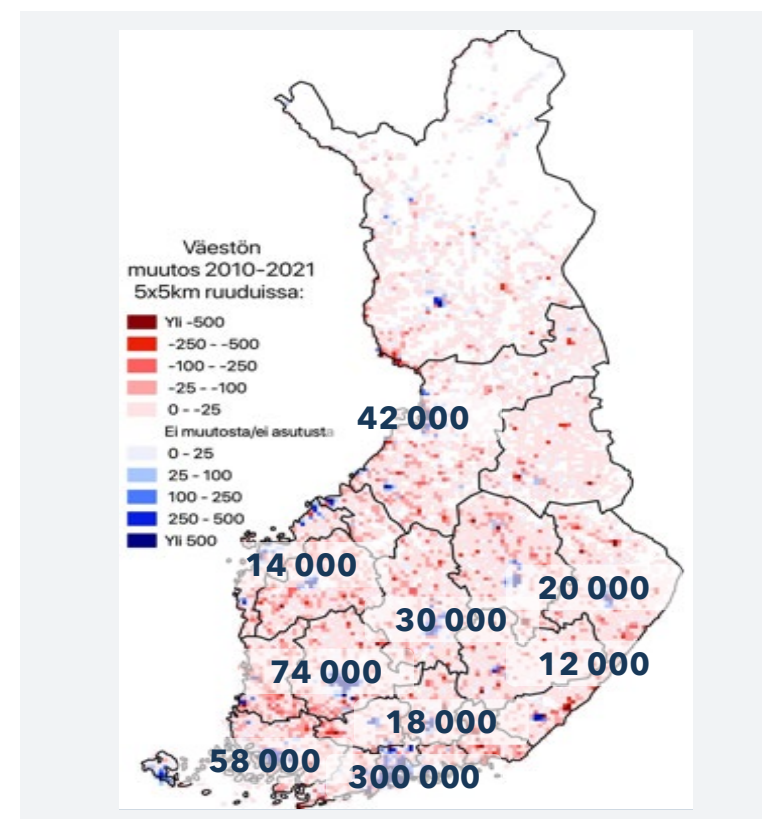 Väestön
muutos 2010-2021
5x5km ruuduissa:
Yli -500
-250 - -500
-100 - -250
-25 - -100
0 - -25
Ei muutosta/ei asutusta
0 - 25
25 - 100
100 - 250
250 - 500
Yli 500
42 000
14 000
20 000
30 000
12 000
74 000
18 000
58 000
300 000